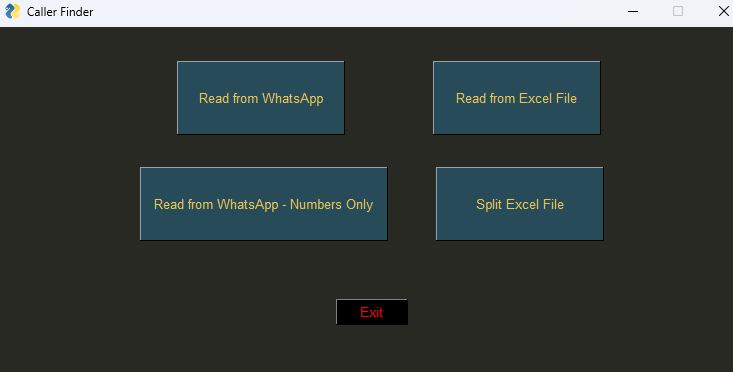 Caller Finder
Read from WhatsApp
Read from Excel File
Read from WhatsApp - Numbers Only
Split Excel File
Exit